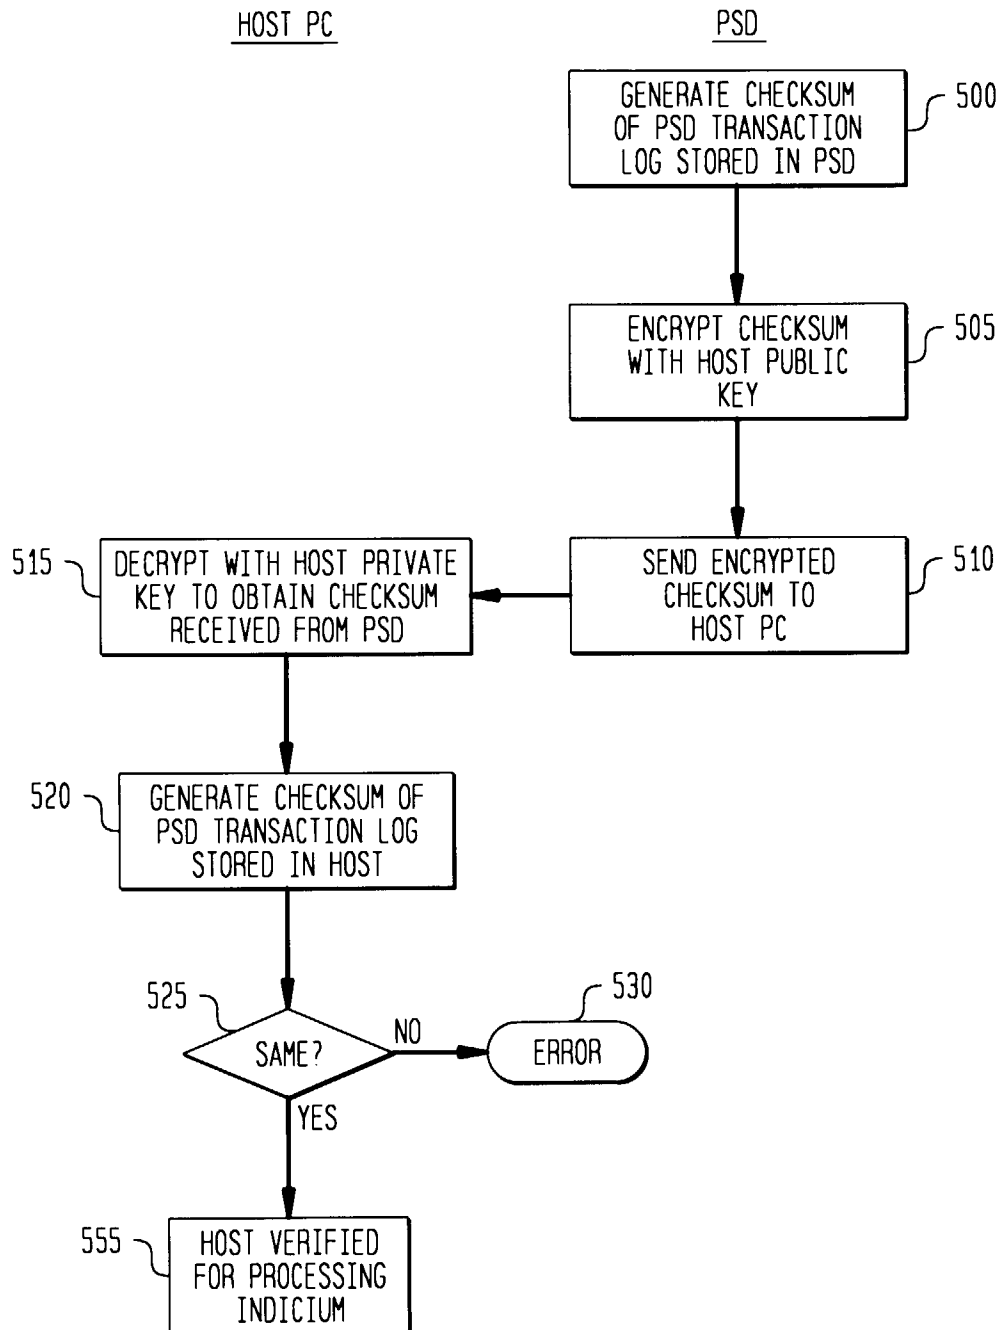 HOST PC
PSD
GENERATE CHECKSUM
OF PSD TRANSACTION
LOG STORED IN PSD
500
ENCRYPT CHECKSUM
WITH HOST PUBLIC
KEY
505
SEND ENCRYPTED
CHECKSUM TO
HOST PC
510
515
DECRYPT WITH HOST PRIVATE
KEY TO OBTAIN CHECKSUM
RECEIVED FROM PSD
520
GENERATE CHECKSUM OF
PSD TRANSACTION LOG
STORED IN HOST
525
SAME?
NO
530
ERROR
YES
555
HOST VERIFIED
FOR PROCESSING
INDICIUM